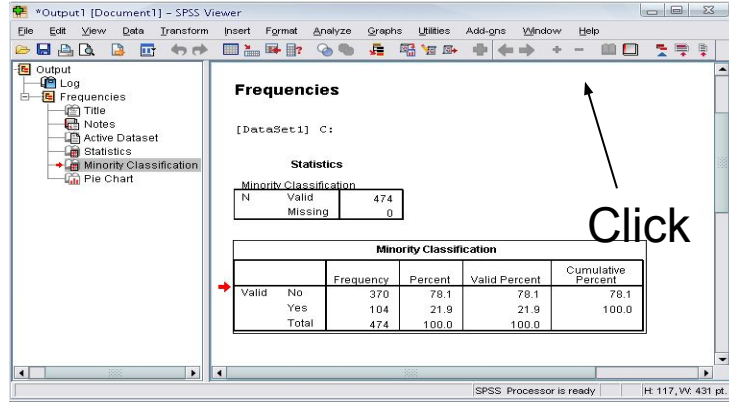 *Output1 [Document1] - SPSS Viewer
File Edit View Data Transform Insert Format Analyze Graphs Utilities Add-ons Window Help
Output
Log
Frequencies
Title
Notes
Active Dataset
Statistics
Minority Classification
Pie Chart
Frequencies
[DataSet1] C:
Statistics
Minority Classification
N Valid 474
Missing 0
Click
Minority Classification
Frequency Percent Valid Percent Cumulative Percent
Valid No 370 78.1 78.1 78.1
Yes 104 21.9 21.9 100.0
Total 474 100.0 100.0
SPSS Processor is ready H: 117, W: 431 pt.